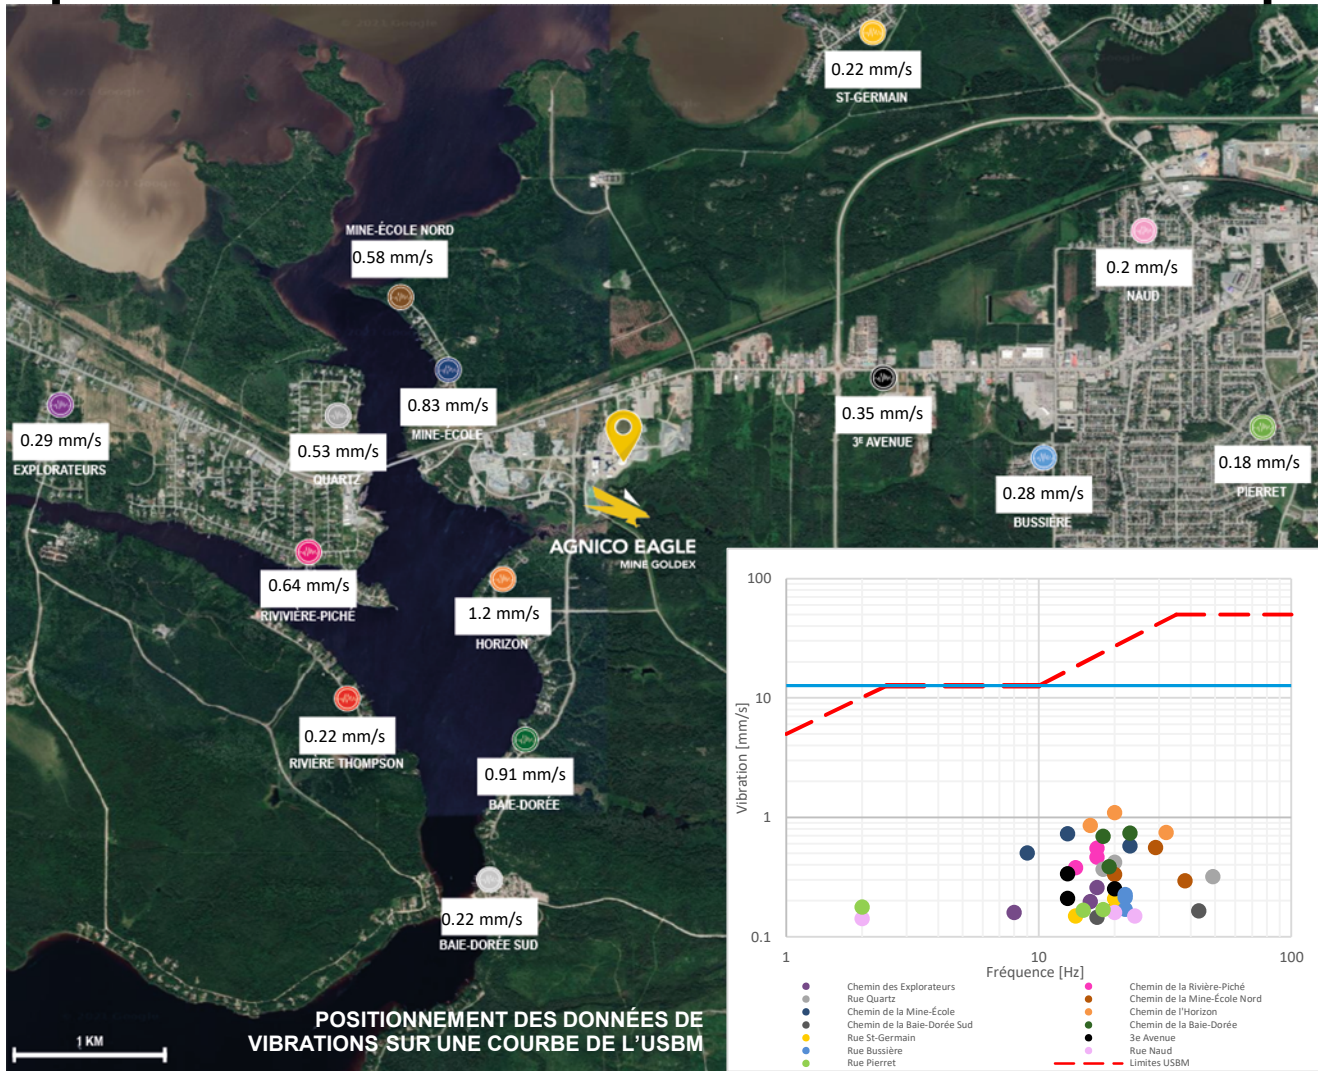 0.22 mm/s
ST-GERMAIN
MINE-ÉCOLE NORD
0.58 mm/s
0.2 mm/s
NAUD
0.83 mm/s
MINE-ÉCOLE
0.29 mm/s
EXPLORATEURS
0.53 mm/s
QUARTZ
0.35 mm/s
3E AVENUE
0.18 mm/s
PIERRET
0.28 mm/s
BUSSIÈRE
AGNICO EAGLE
MINE GOLDEX
0.64 mm/s
RIVIVIÈRE-PICHÉ
1.2 mm/s
HORIZON
0.22 mm/s
RIVIÈRE THOMPSON
0.91 mm/s
BAIE-DORÉE
0.22 mm/s
BAIE-DORÉE SUD
POSITIONNEMENT DES DONNÉES DE
VIBRATIONS SUR UNE COURBE DE L'USBM
1 KM
100
10
1
0.1
Vibration [mm/s]
1
10
100
Fréquence [Hz]
Chemin des Explorateurs
Chemin de la Rivière-Piché
Rue Quartz
Chemin de la Mine-École Nord
Chemin de la Mine-École
Chemin de l'Horizon
Chemin de la Baie-Dorée Sud
Chemin de la Baie-Dorée
Rue St-Germain
3e Avenue
Rue Bussière
Rue Naud
Rue Pierret
Limites USBM